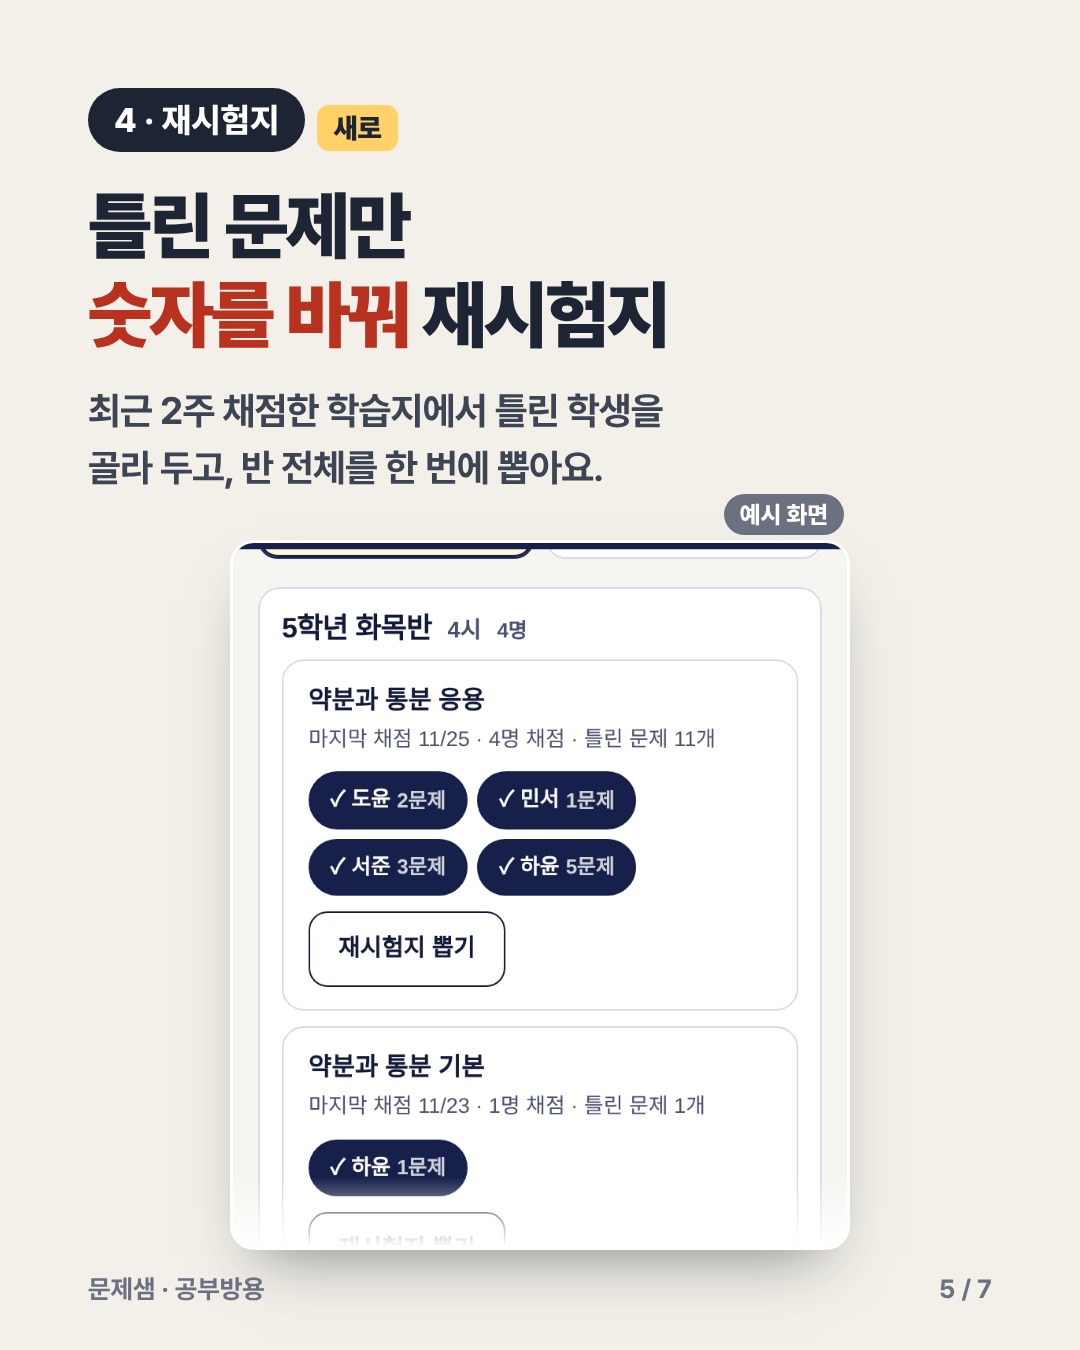 4 · 재시험지 새로
틀린 문제만
숫자를 바꿔 재시험지
최근 2주 채점한 학습지에서 틀린 학생을
골라 두고, 반 전체를 한 번에 뽑아요.
예시 화면
5학년 화목반 4시 4명
약분과 통분 응용
마지막 채점 11/25 · 4명 채점 · 틀린 문제 11개
✓ 도윤 2문제 ✓ 민서 1문제
✓ 서준 3문제 ✓ 하윤 5문제
재시험지 뽑기
약분과 통분 기본
마지막 채점 11/23 · 1명 채점 · 틀린 문제 1개
✓ 하윤 1문제
문제샘 · 공부방용 5 / 7